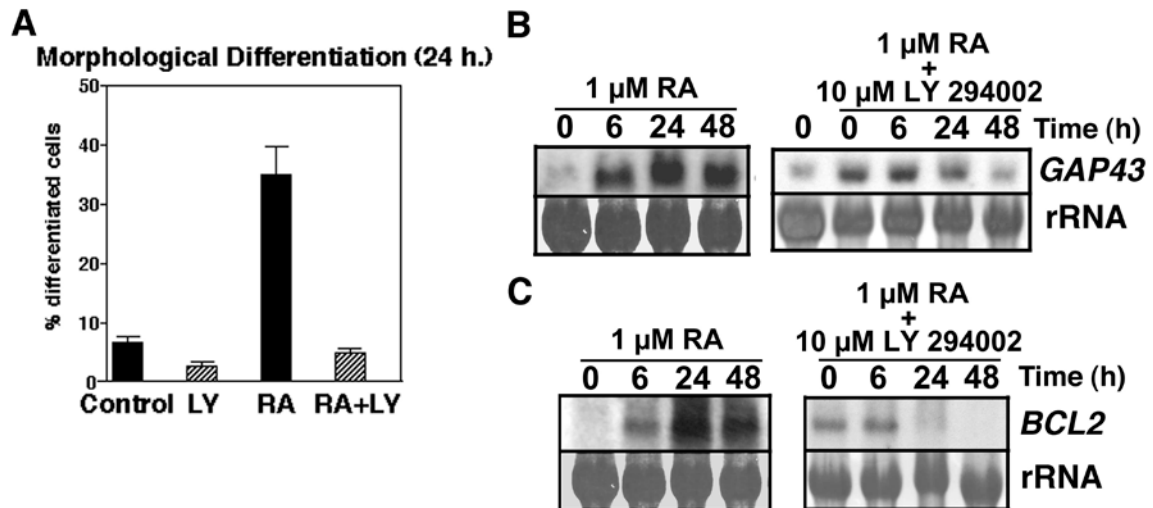 A
Morphological Differentiation (24 h.)
% differentiated cells
50
40
30
20
10
0
Control LY RA RA+LY
B
1 µM RA
0 6 24 48
1 µM RA
+
10 µM LY 294002
0 0 6 24 48 Time (h)
GAP43
rRNA
C
1 µM RA
0 6 24 48
1 µM RA
+
10 µM LY 294002
0 6 24 48 Time (h)
BCL2
rRNA